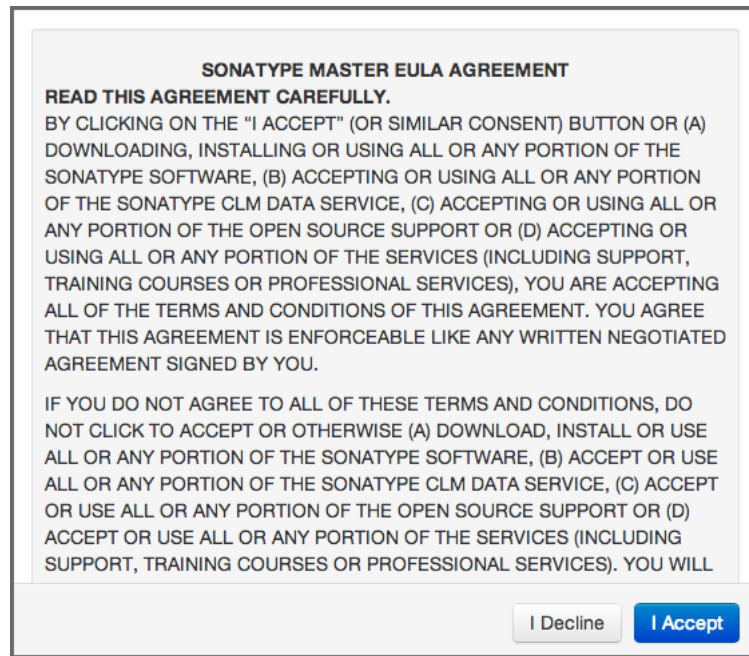 SONATYPE MASTER EULA AGREEMENT
READ THIS AGREEMENT CAREFULLY.
BY CLICKING ON THE “I ACCEPT” (OR SIMILAR CONSENT) BUTTON OR (A)
DOWNLOADING, INSTALLING OR USING ALL OR ANY PORTION OF THE
SONATYPE SOFTWARE, (B) ACCEPTING OR USING ALL OR ANY PORTION
OF THE SONATYPE CLM DATA SERVICE, (C) ACCEPTING OR USING ALL OR
ANY PORTION OF THE OPEN SOURCE SUPPORT OR (D) ACCEPTING OR
USING ALL OR ANY PORTION OF THE SERVICES (INCLUDING SUPPORT,
TRAINING COURSES OR PROFESSIONAL SERVICES), YOU ARE ACCEPTING
ALL OF THE TERMS AND CONDITIONS OF THIS AGREEMENT. YOU AGREE
THAT THIS AGREEMENT IS ENFORCEABLE LIKE ANY WRITTEN NEGOTIATED
AGREEMENT SIGNED BY YOU.
IF YOU DO NOT AGREE TO ALL OF THESE TERMS AND CONDITIONS, DO
NOT CLICK TO ACCEPT OR OTHERWISE (A) DOWNLOAD, INSTALL OR USE
ALL OR ANY PORTION OF THE SONATYPE SOFTWARE, (B) ACCEPT OR USE
ALL OR ANY PORTION OF THE SONATYPE CLM DATA SERVICE, (C) ACCEPT
OR USE ALL OR ANY PORTION OF THE OPEN SOURCE SUPPORT OR (D)
ACCEPT OR USE ALL OR ANY PORTION OF THE SERVICES (INCLUDING
SUPPORT, TRAINING COURSES OR PROFESSIONAL SERVICES). YOU WILL
I Decline
I Accept